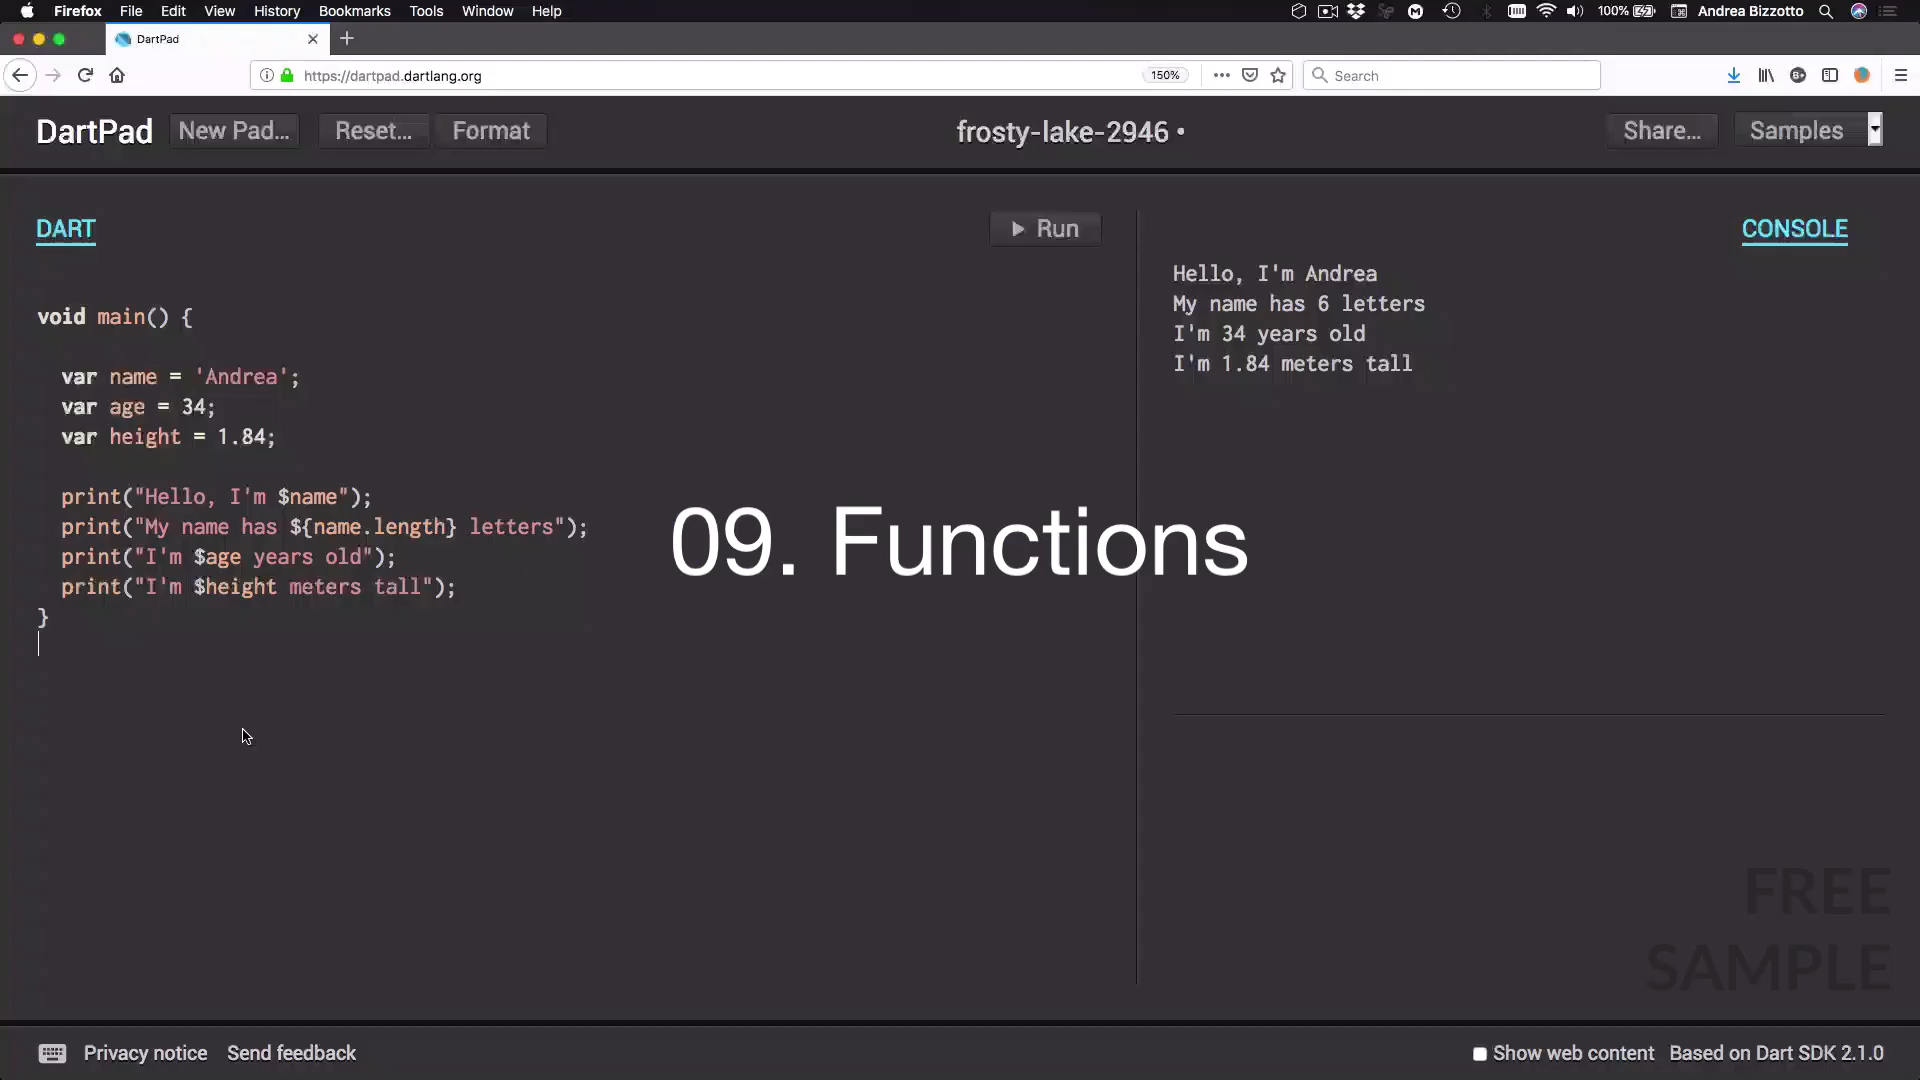 Firefox File Edit View History Bookmarks Tools Window Help 100% Andrea Bizzotto
DartPad
https://dartpad.dartlang.org 150% Search
DartPad New Pad... Reset... Format frosty-lake-2946 • Share... Samples
DART Run CONSOLE
void main() {
var name = 'Andrea';
var age = 34;
var height = 1.84;
print("Hello, I'm $name");
print("My name has ${name.length} letters");
print("I'm $age years old");
print("I'm $height meters tall");
}
Hello, I'm Andrea
My name has 6 letters
I'm 34 years old
I'm 1.84 meters tall
09. Functions
FREE
SAMPLE
Privacy notice Send feedback Show web content Based on Dart SDK 2.1.0